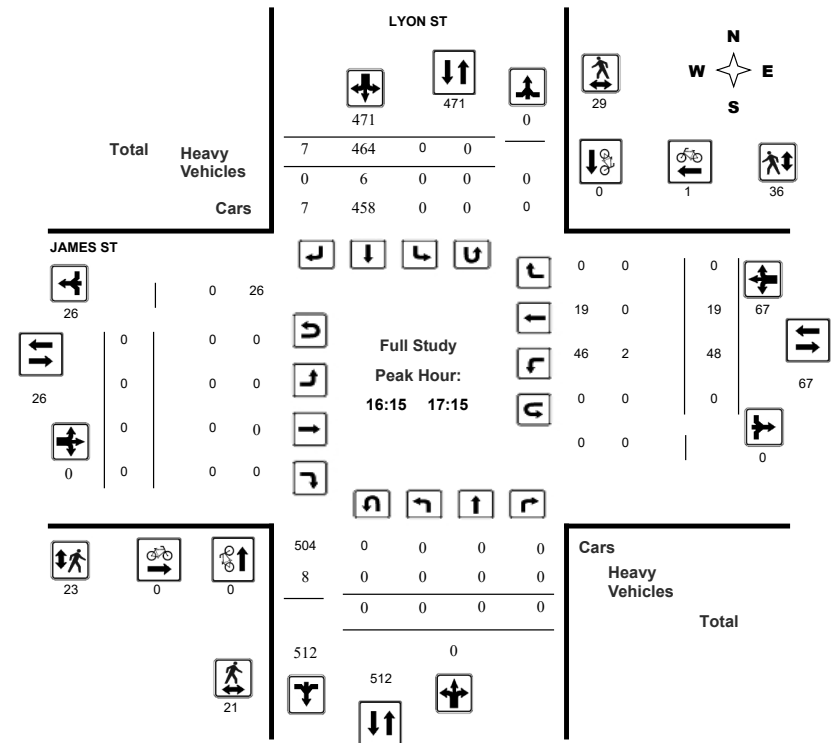 LYON ST
N
W E
S
471
29
471 0
Total Heavy
Vehicles
7 464 0 0
0 6 0 0 0
0 1 36
Cars 7 458 0 0 0
JAMES ST
0 0 0
26 0 26 19 0 19 67
0 0 0 Full Study 46 2 48
26 0 0 0 Peak Hour: 67
16:15 17:15 0 0 0
0 0 0 0 0 0
0 0 0 0
504 0 0 0 0 Cars
8 0 0 0 0 Heavy
Vehicles
23 0 0
0 0 0 0 Total
512 0
512
21